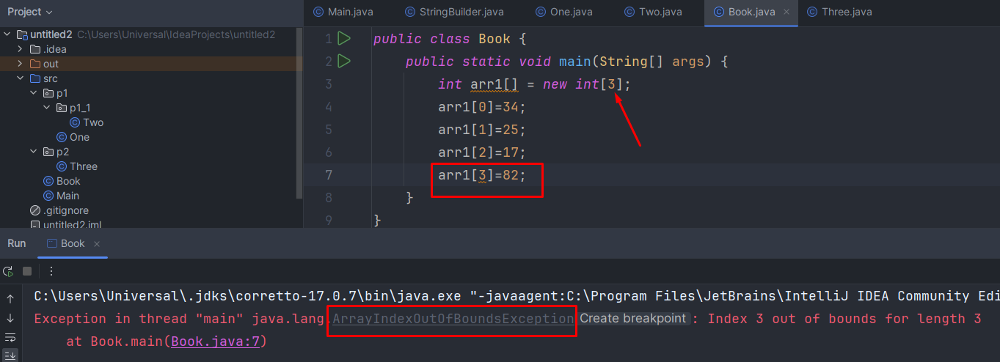 Project
Main.java StringBuilder.java One.java Two.java Book.java × Three.java
untitled2 C:\Users\Universal\IdeaProjects\untitled2
.idea
out
src
p1
p1_1
Two
One
p2
Three
Book
Main
.gitignore
untitled2.iml
1 public class Book {
2 public static void main(String[] args) {
3 int arr1[] = new int[3];
4 arr1[0]=34;
5 arr1[1]=25;
6 arr1[2]=17;
7 arr1[3]=82;
8 }
9 }
Run Book ×
C:\Users\Universal\.jdks\corretto-17.0.7\bin\java.exe "-javaagent:C:\Program Files\JetBrains\IntelliJ IDEA Community Edi
Exception in thread "main" java.lang.ArrayIndexOutOfBoundsException Create breakpoint : Index 3 out of bounds for length 3
at Book.main(Book.java:7)